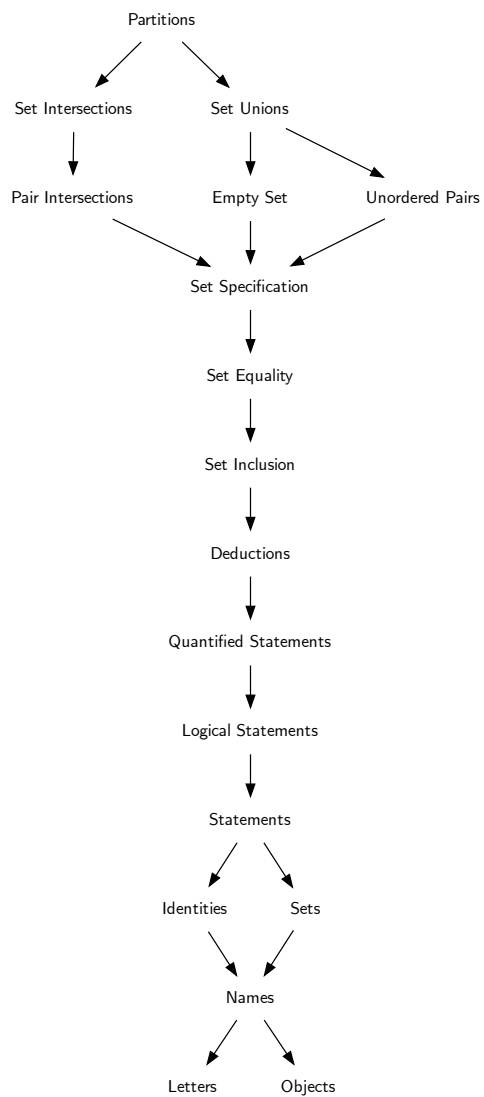 Partitions
Set Intersections
Set Unions
Pair Intersections
Empty Set
Unordered Pairs
Set Specification
Set Equality
Set Inclusion
Deductions
Quantified Statements
Logical Statements
Statements
Identities
Sets
Names
Letters
Objects